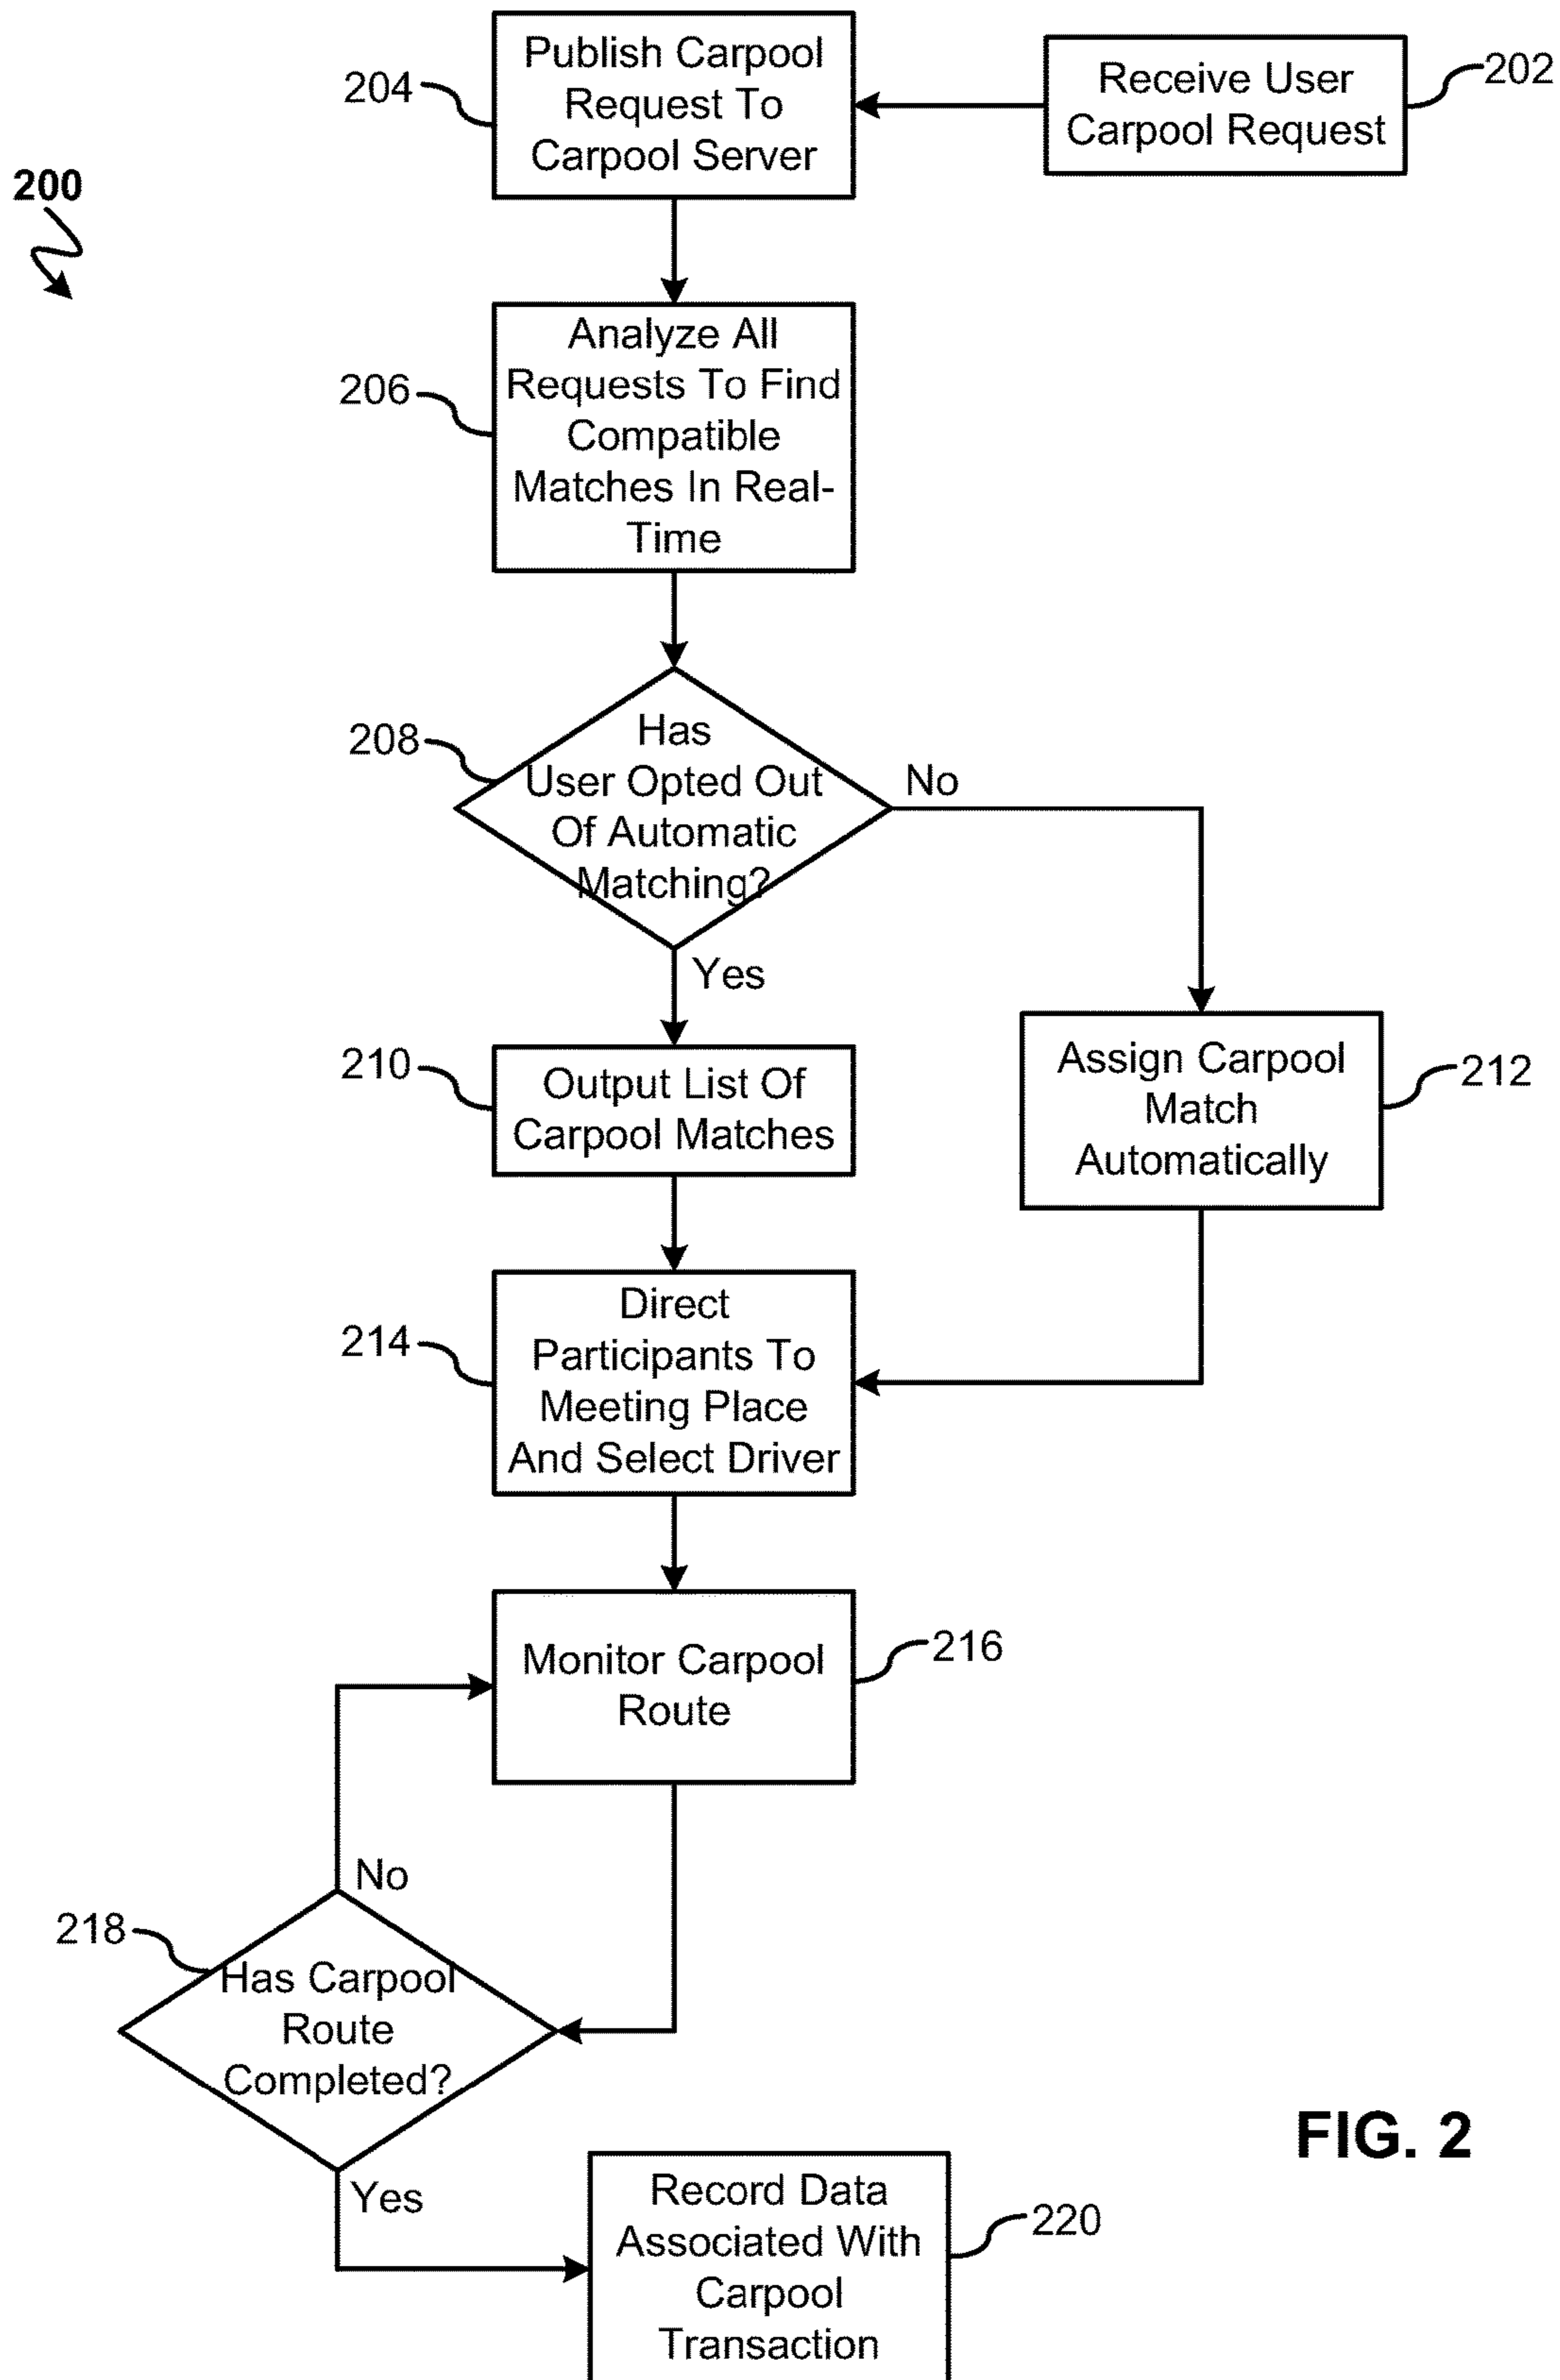 200
202
Receive User
Carpool Request
204
Publish Carpool
Request To
Carpool Server
206
Analyze All
Requests To Find
Compatible
Matches In Real-
Time
208
Has
User Opted Out
Of Automatic
Matching?
No
Yes
210
Output List Of
Carpool Matches
212
Assign Carpool
Match
Automatically
214
Direct
Participants To
Meeting Place
And Select Driver
216
Monitor Carpool
Route
218
Has Carpool
Route
Completed?
No
Yes
220
Record Data
Associated With
Carpool
Transaction
FIG. 2